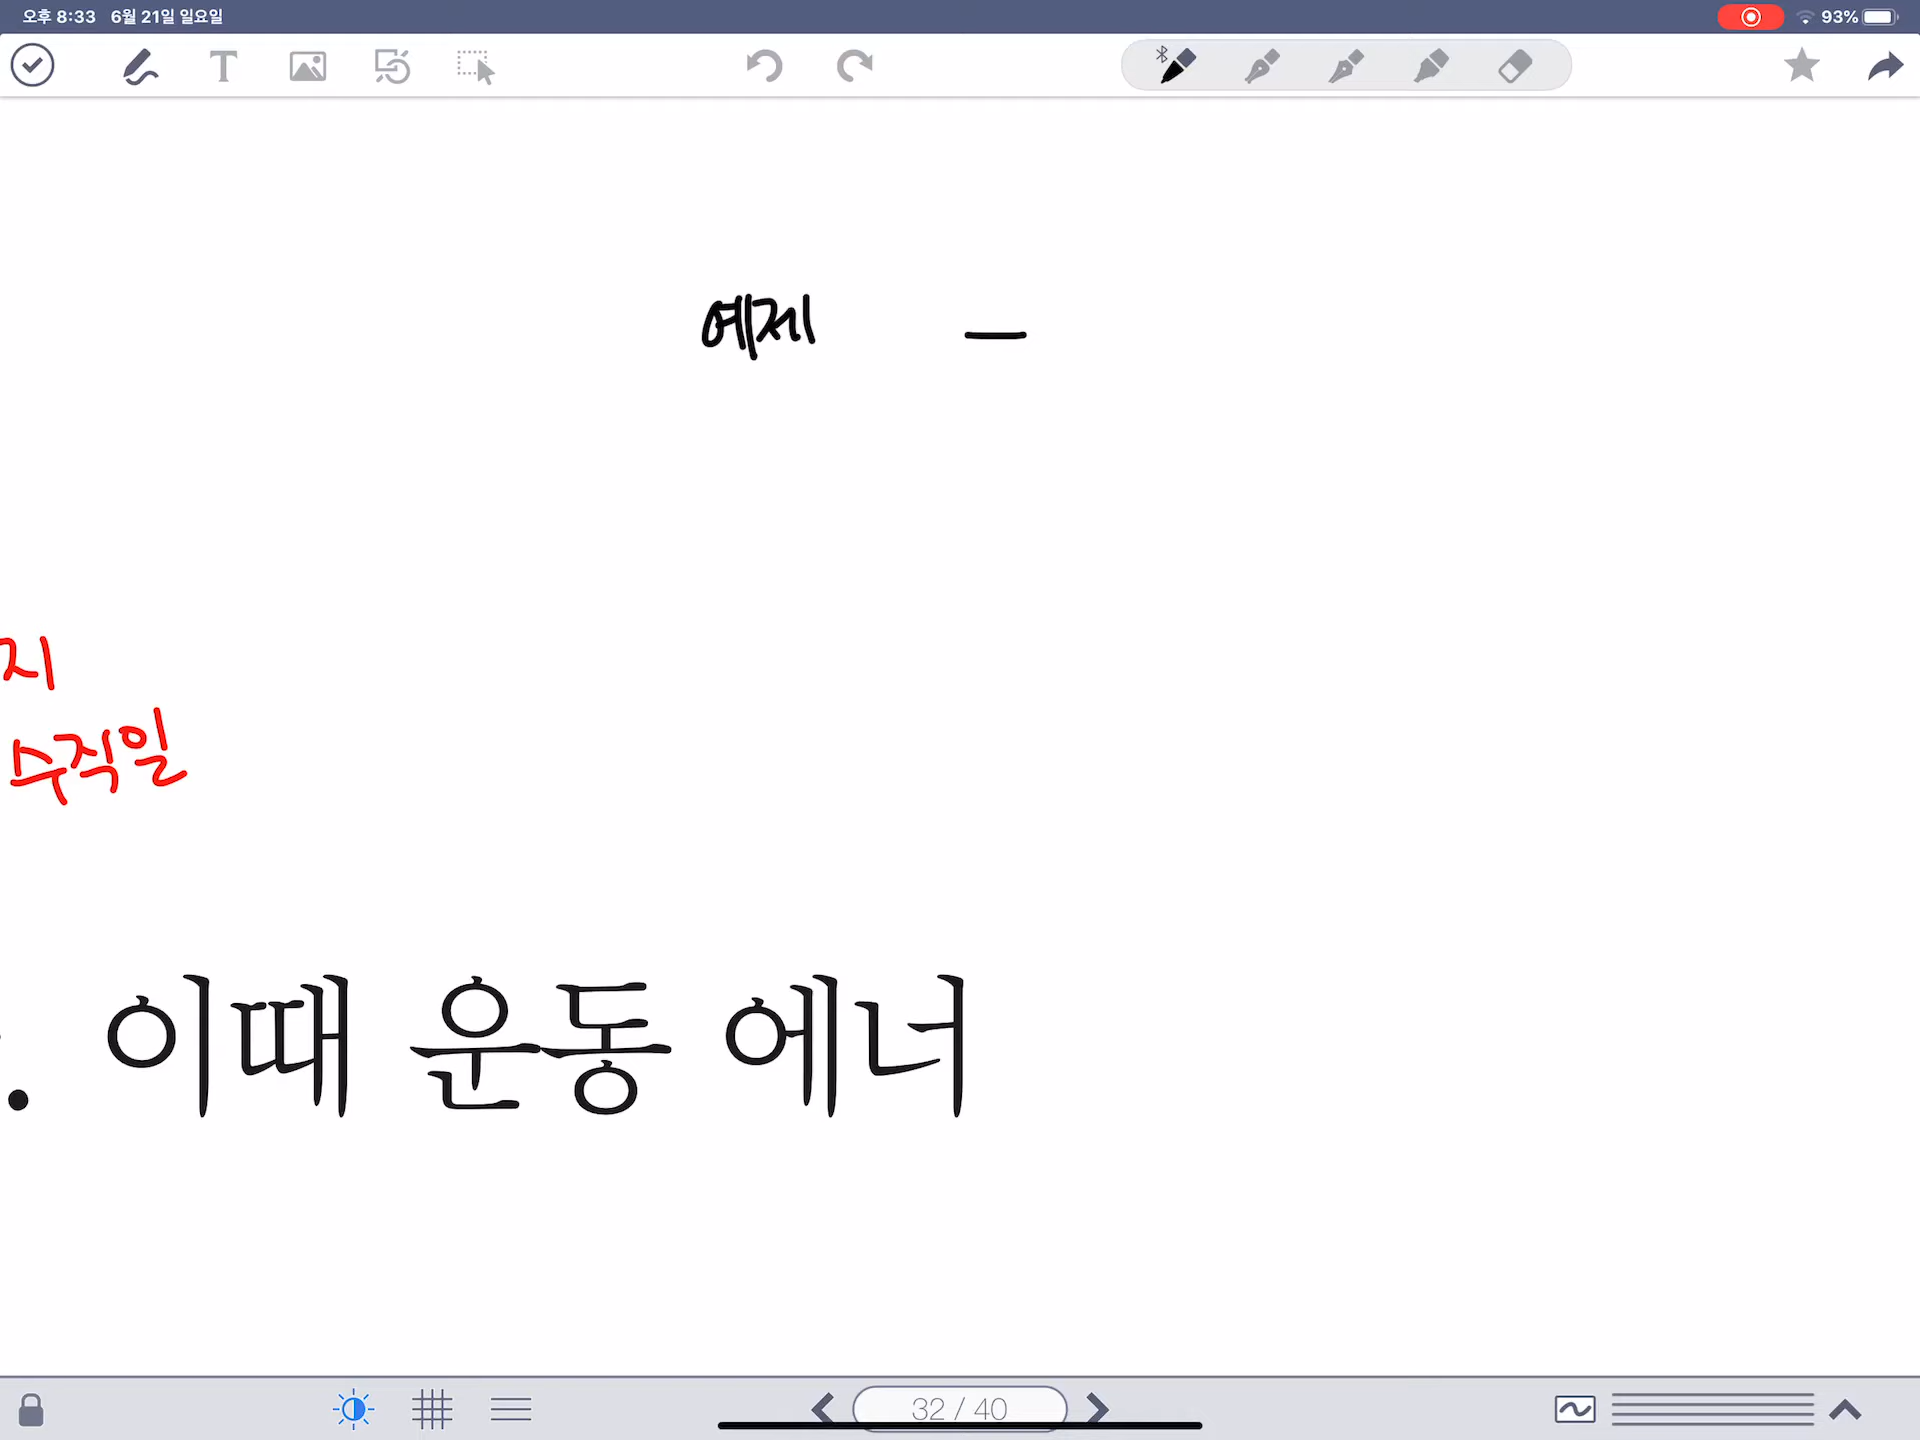 오후 8:33 6월 21일 일요일 93%
T
예제 —
지
수직일
. 이때 운동 에너
32 / 40